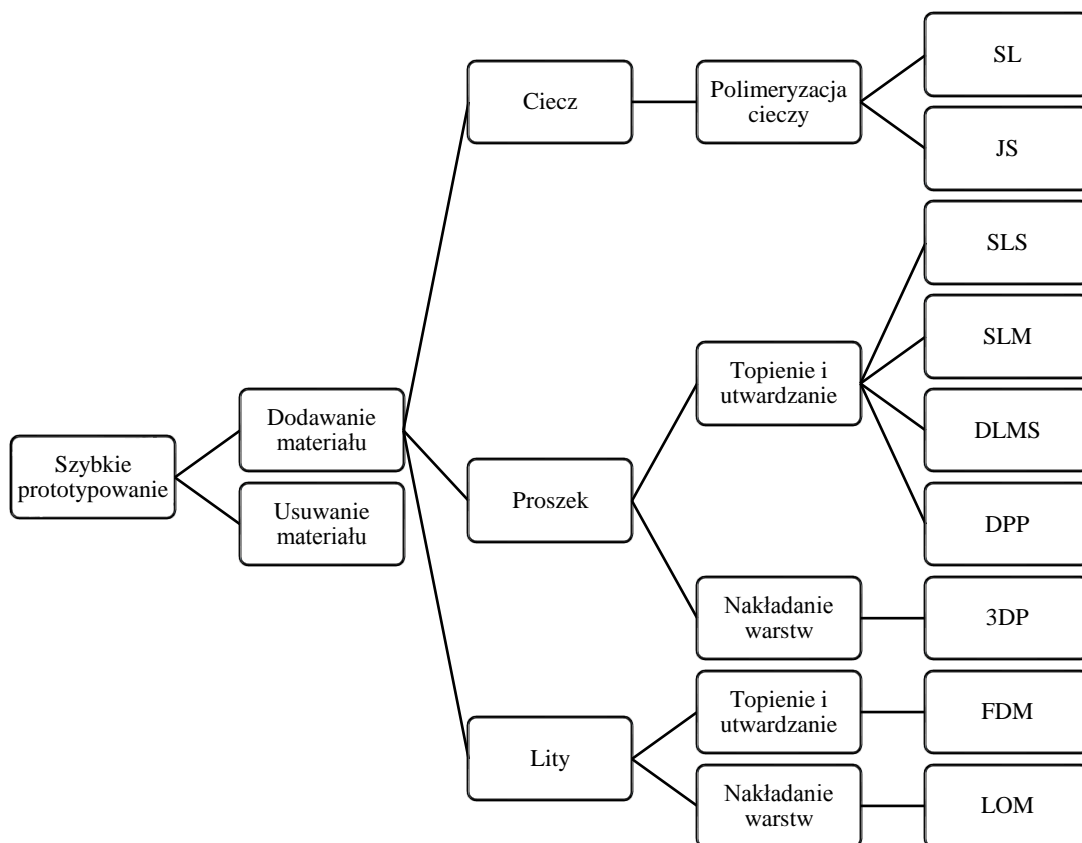 Szybkie
prototypowanie
Dodawanie
materiału
Usuwanie
materiału
Ciecz
Polimeryzacja
cieczy
SL
JS
Proszek
Topienie i
utwardzanie
SLS
SLM
DLMS
DPP
Nakładanie
warstw
3DP
Lity
Topienie i
utwardzanie
FDM
Nakładanie
warstw
LOM